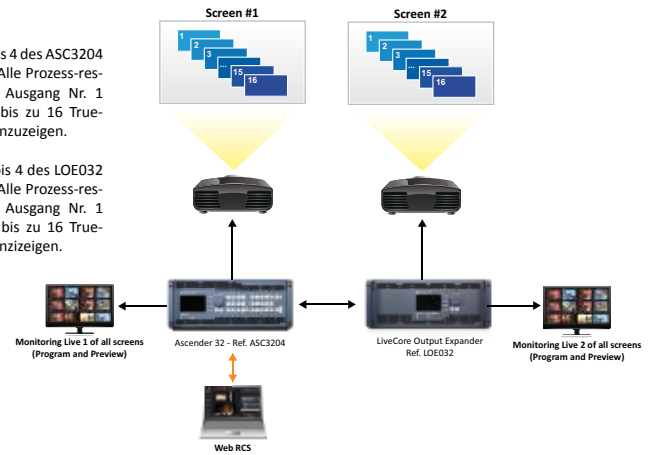 Screen #1
Screen #2
1
2
3
...
15
16
1
2
3
...
15
16
s 4 des ASC3204
Alle Prozess-res-
Ausgang Nr. 1
bis zu 16 True-
nzuzeigen.
bis 4 des LOE032
Alle Prozess-res-
Ausgang Nr. 1
bis zu 16 True-
nzizeigen.
Monitoring Live 1 of all screens
(Program and Preview)
Ascender 32 - Ref. ASC3204
LiveCore Output Expander
Ref. LOE032
Monitoring Live 2 of all screens
(Program and Preview)
Web RCS